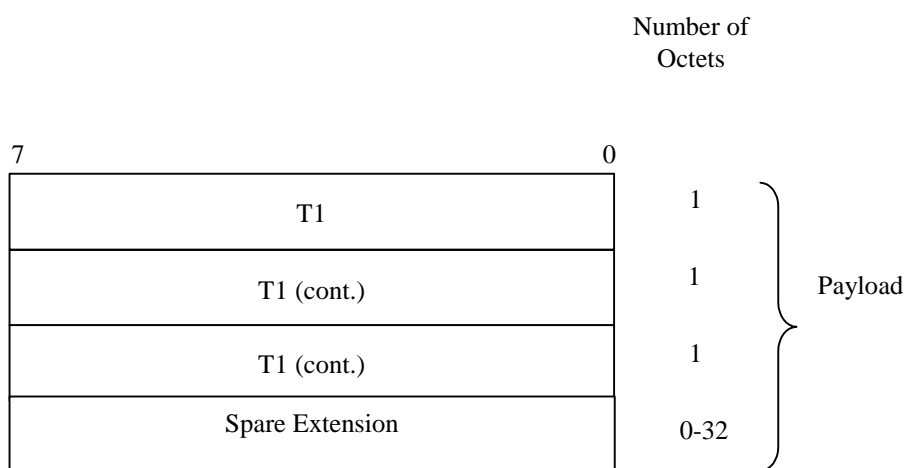 Number of
Octets
7 0
T1 1
T1 (cont.) 1
Payload
T1 (cont.) 1
Spare Extension 0-32